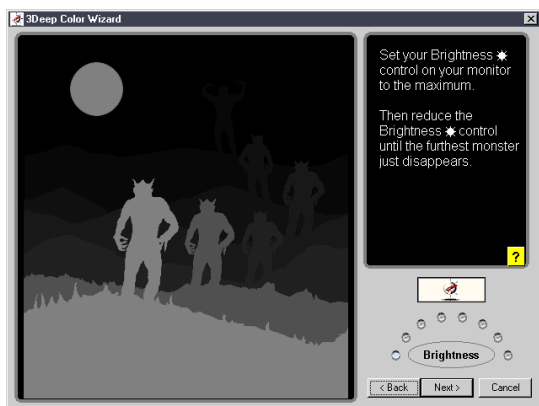 3Deep Color Wizard
Set your Brightness
control on your monitor
to the maximum.
Then reduce the
Brightness control
until the furthest monster
just disappears.
?
Brightness
< Back Next > Cancel